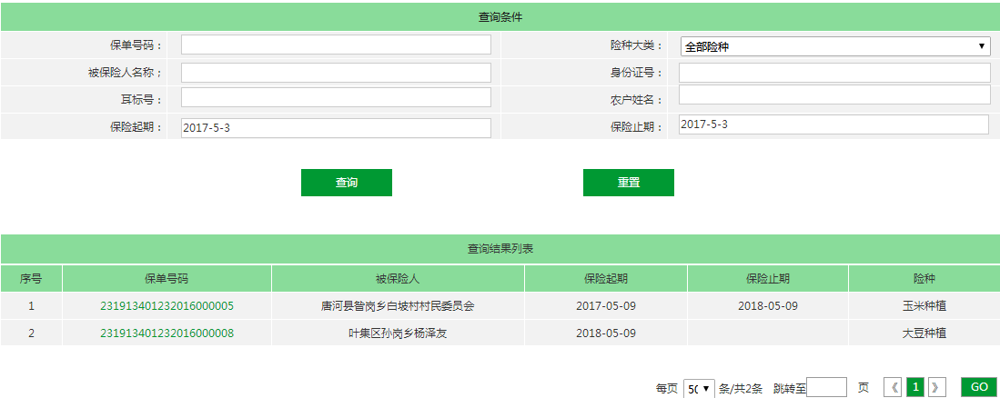 查询条件
保单号码： 险种大类： 全部险种
被保险人名称； 身份证号：
耳标号： 农户姓名：
保险起期： 2017-5-3 保险止期： 2017-5-3
查询 重置
查询结果列表
序号 保单号码 被保险人 保险起期 保险止期 险种
1 231913401232016000005 唐河县昝岗乡白坡村村民委员会 2017-05-09 2018-05-09 玉米种植
2 231913401232016000008 叶集区孙岗乡杨泽友 2018-05-09 大豆种植
每页 50 条/共2条 跳转至 页 《 1 》 GO